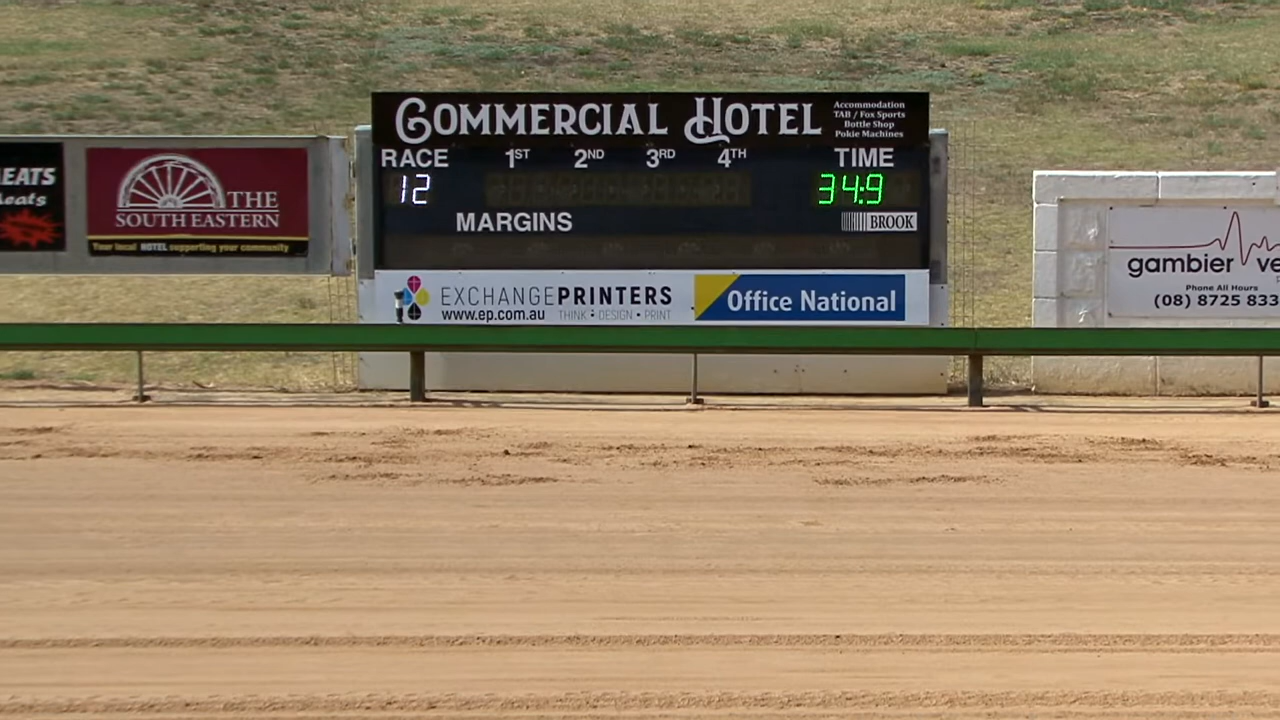 COMMERCIAL HOTEL
Accommodation
TAB / Fox Sports
Bottle Shop
Pokie Machines
RACE 1ST 2ND 3RD 4TH TIME
12 34:9
MARGINS BROOK
EATS
eats
THE
SOUTH EASTERN
Your local HOTEL supporting your community
EXCHANGEPRINTERS
www.ep.com.au THINK : DESIGN • PRINT
Office National
gambier ve
Phone All Hours
(08) 8725 833